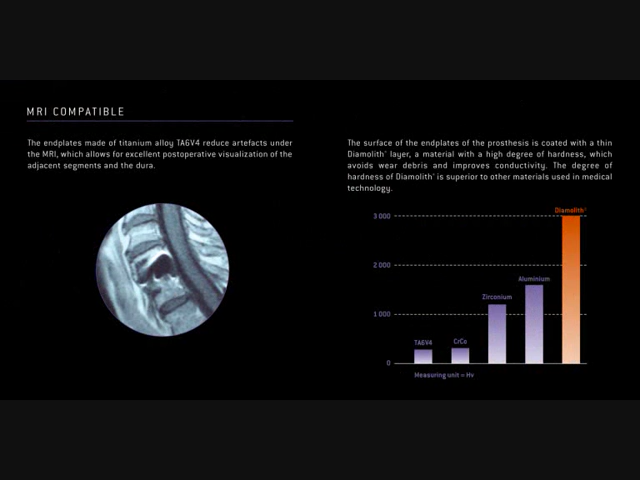 MRI COMPATIBLE
The endplates made of titanium alloy TA6V4 reduce artefacts under
the MRI, which allows for excellent postoperative visualization of the
adjacent segments and the dura.
The surface of the endplates of the prosthesis is coated with a thin
Diamolith® layer, a material with a high degree of hardness, which
avoids wear debris and improves conductivity. The degree of
hardness of Diamolith® is superior to other materials used in medical
technology.
Diamolith®
3 000
2 000
Aluminium
Zirconium
1 000
TA6V4
CrCo
0
Measuring unit = Hv